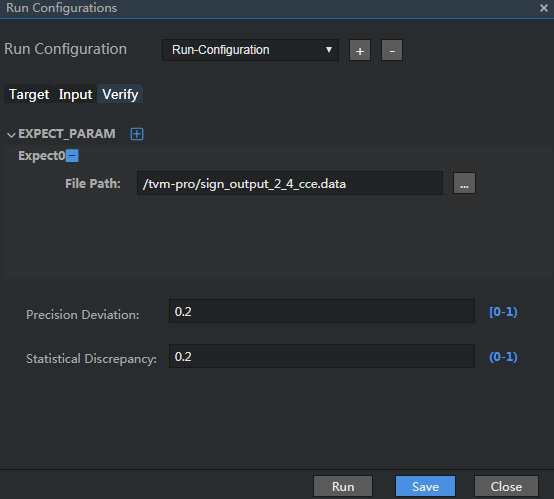 Run Configurations ×
Run Configuration Run-Configuration + -
Target Input Verify
EXPECT_PARAM +
Expect0 −
File Path: /tvm-pro/sign_output_2_4_cce.data ...
Precision Deviation: 0.2 [0-1)
Statistical Discrepancy: 0.2 (0-1)
Run Save Close